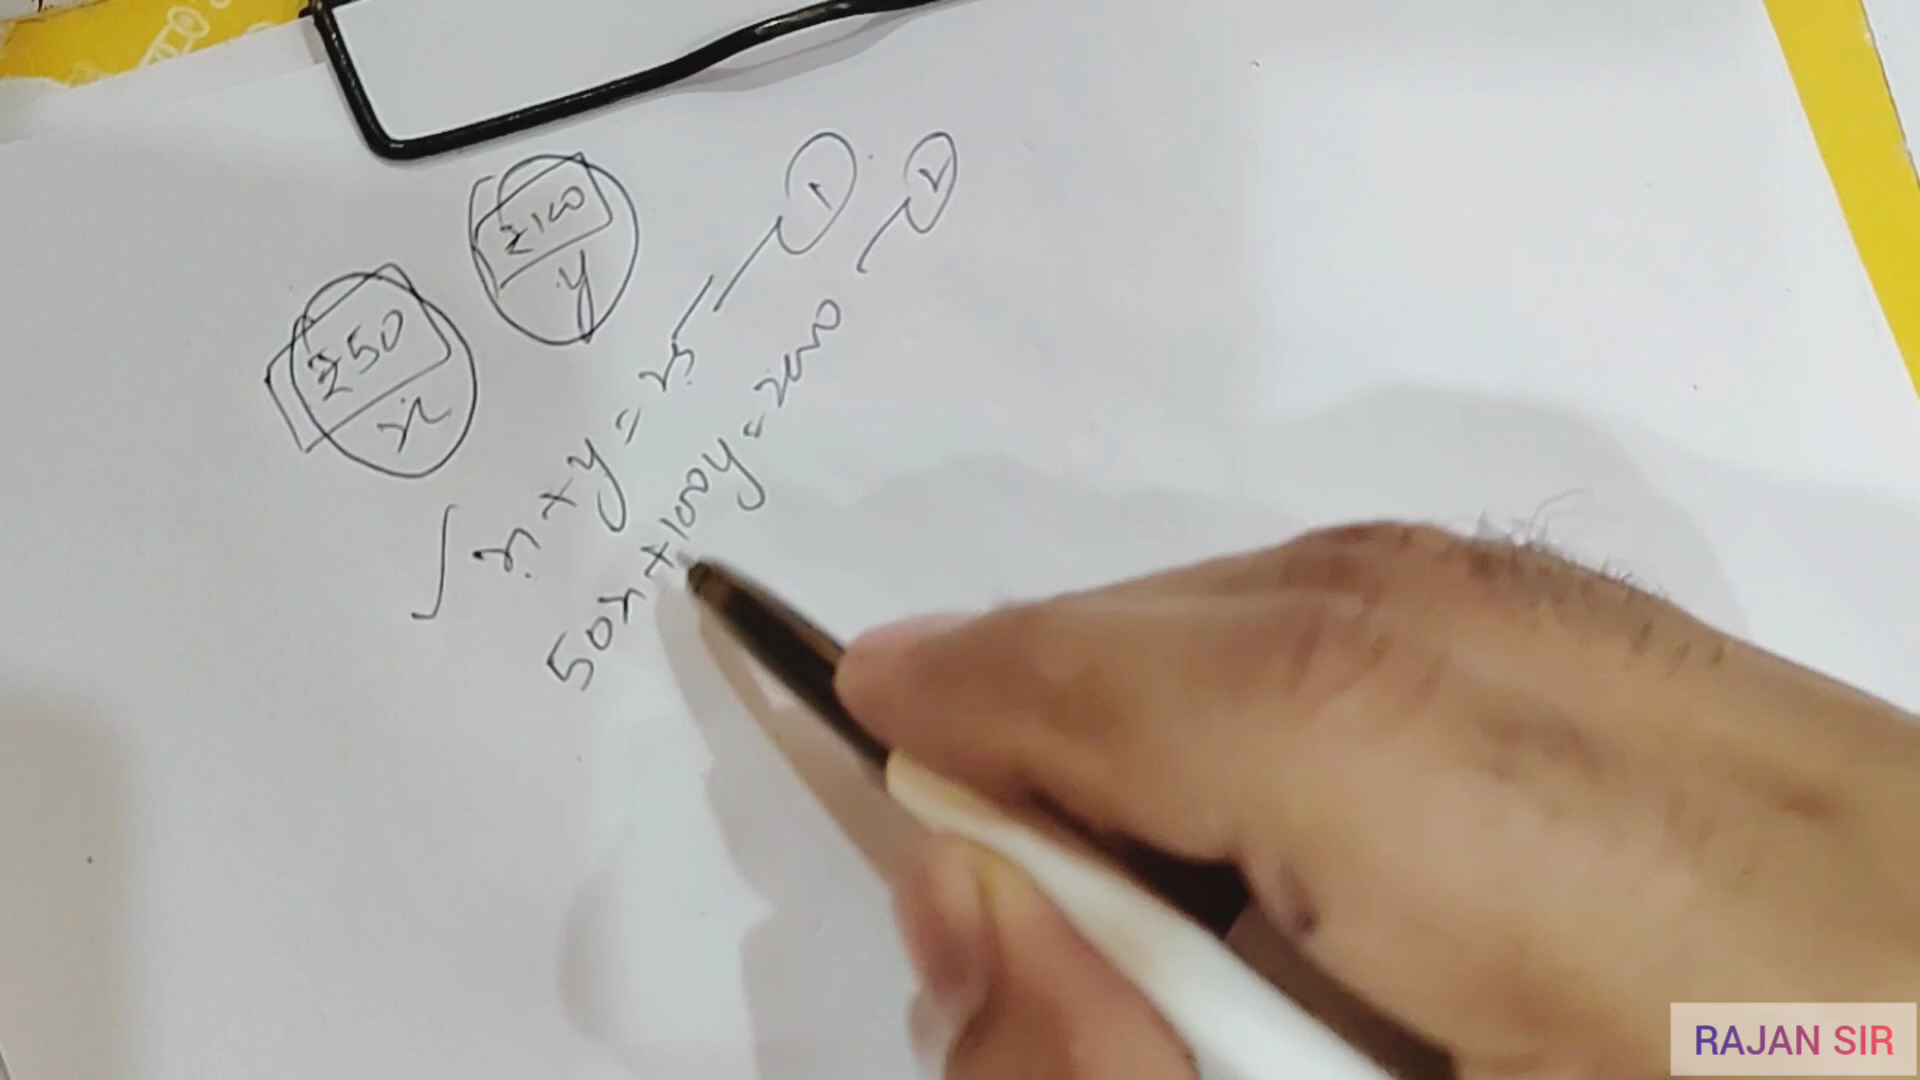 ₹50
x
₹100
y
x + y = 25 — 1
50x + 100y = 2000 — 2
RAJAN SIR